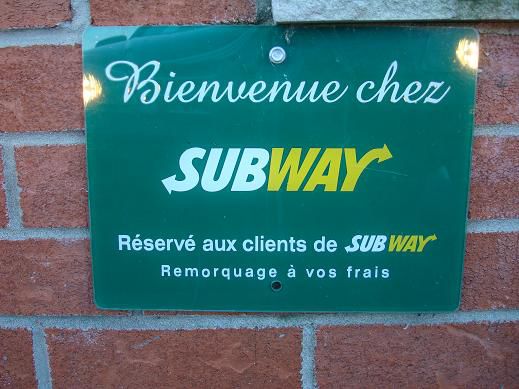 Bienvenue chez
SUBWAY
Réservé aux clients de SUBWAY
Remorquage à vos frais